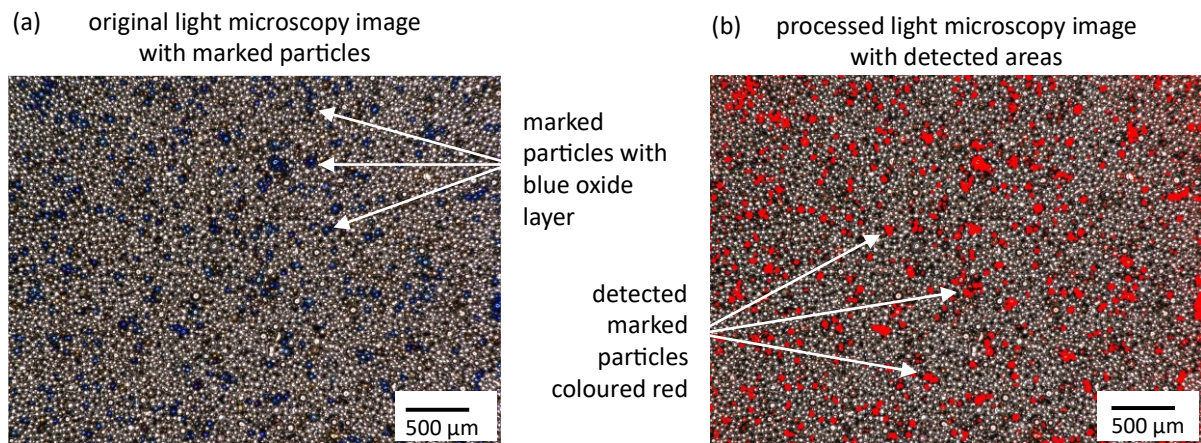 (a) original light microscopy image
with marked particles
(b) processed light microscopy image
with detected areas
marked
particles with
blue oxide
layer
detected
marked
particles
coloured red
500 µm
500 µm